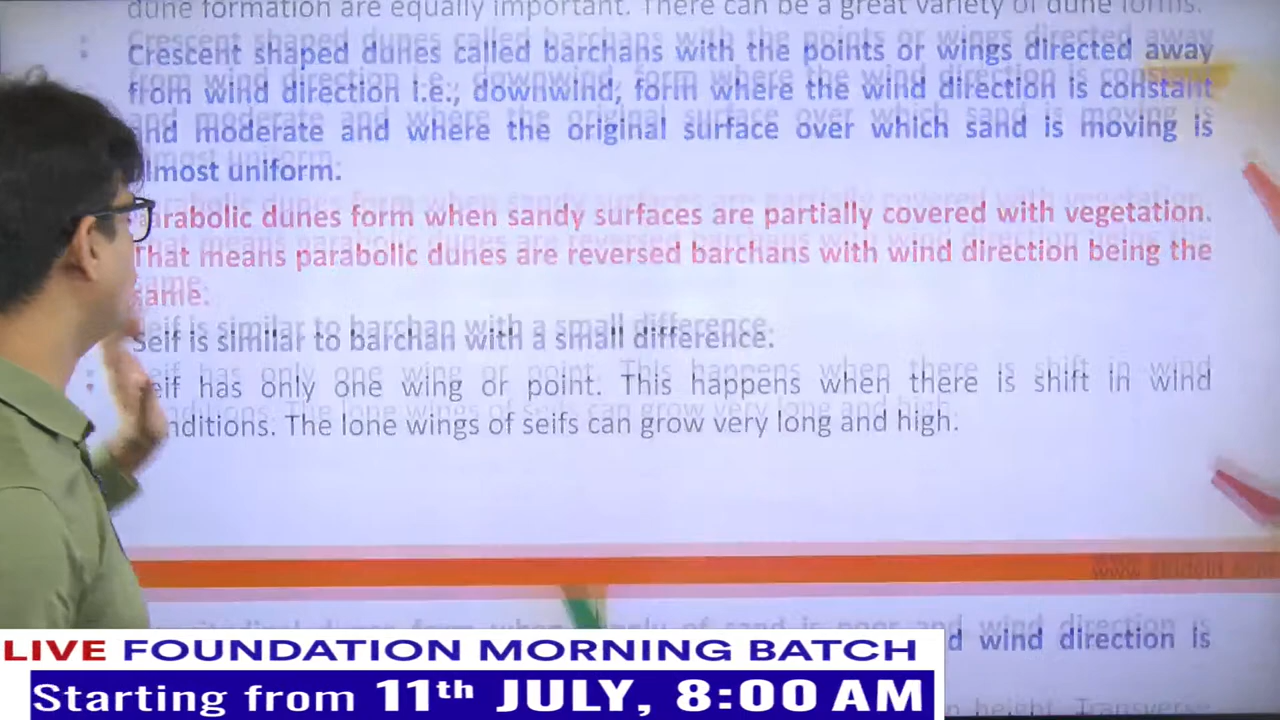 dune formation are equally important. There can be a great variety of dune forms.
Crescent shaped dunes called barchans with the points or wings directed away
from wind direction i.e., downwind, form where the wind direction is constant
and moderate and where the original surface over which sand is moving is
almost uniform.
Parabolic dunes form when sandy surfaces are partially covered with vegetation.
That means parabolic dunes are reversed barchans with wind direction being the
same.
Seif is similar to barchan with a small difference.
Seif has only one wing or point. This happens when there is shift in wind
conditions. The lone wings of seifs can grow very long and high.
d wind direction is
height. Transverse
LIVE FOUNDATION MORNING BATCH
Starting from 11th JULY, 8:00 AM